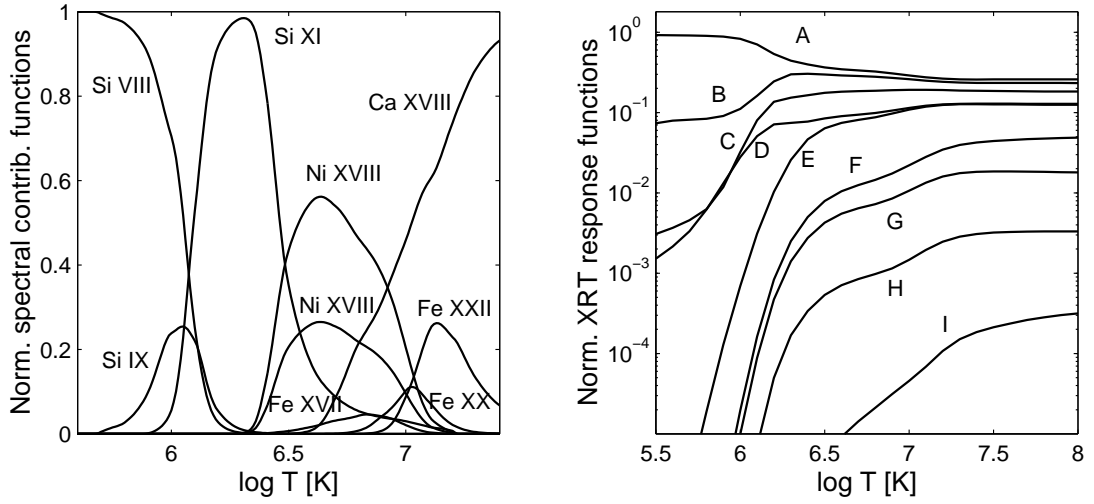 Norm. spectral contrib. functions
1
0.8
0.6
0.4
0.2
0
6
6.5
7
log T [K]
Si VIII
Si XI
Ca XVIII
Ni XVIII
Ni XVIII
Fe XXII
Si IX
Fe XVII
Fe XX
Norm. XRT response functions
10^0
10^-1
10^-2
10^-3
10^-4
5.5
6
6.5
7
7.5
8
log T [K]
A
B
C
D
E
F
G
H
I